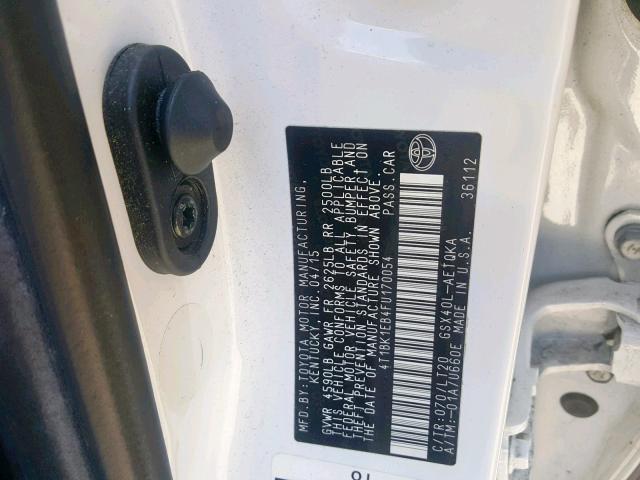 MFD. BY: TOYOTA MOTOR MANUFACTURING,
KENTUCKY, INC. 04/15
GVWR 4590LB GAWR FR 2625LB RR 2500LB
THIS VEHICLE CONFORMS TO ALL APPLICABLE
FEDERAL MOTOR VEHICLE SAFETY, BUMPER, AND
THEFT PREVENTION STANDARDS IN EFFECT ON
THE DATE OF MANUFACTURE SHOWN ABOVE.
4T1BK1EB4FU170054 PASS.CAR
C/TR:070/LT20 GSX40L-AETQKA
A/TM:-01A/U660E MADE IN U.S.A. 36112